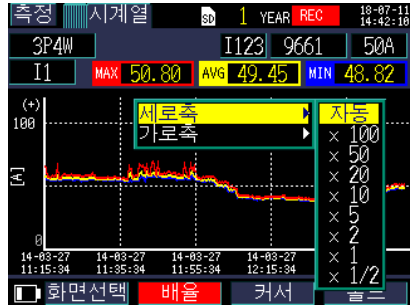 측정 시계열 SD 1 YEAR REC 18-07-11
14:42:10
3P4W I123 9661 50A
I1 MAX 50.80 AVG 49.45 MIN 48.82
(+)
100
[A]
0
세로축
가로축
자동
× 100
× 50
× 20
× 10
× 5
× 2
× 1
× 1/2
14-03-27 14-03-27 14-03-27 14-03-27
11:15:34 11:35:34 11:55:34 12:15:34
화면선택 배율 커서